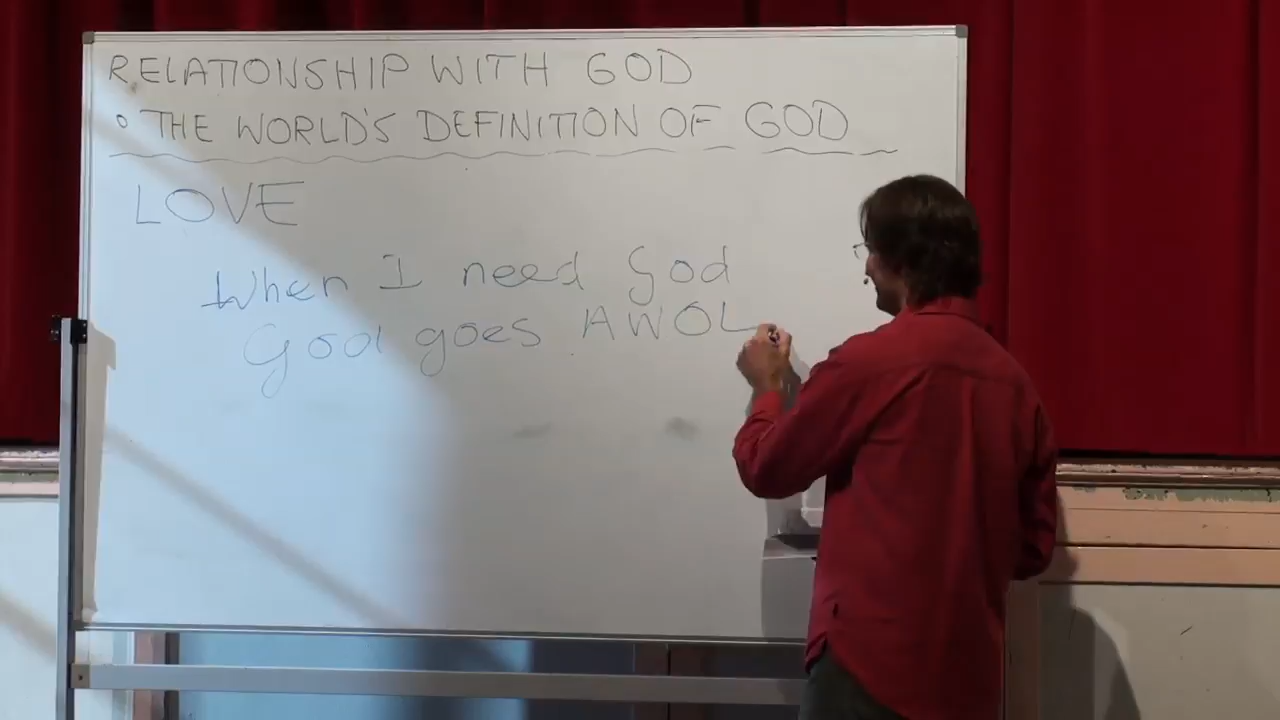 RELATIONSHIP WITH GOD
• THE WORLD'S DEFINITION OF GOD
LOVE
When I need God
God goes AWOL